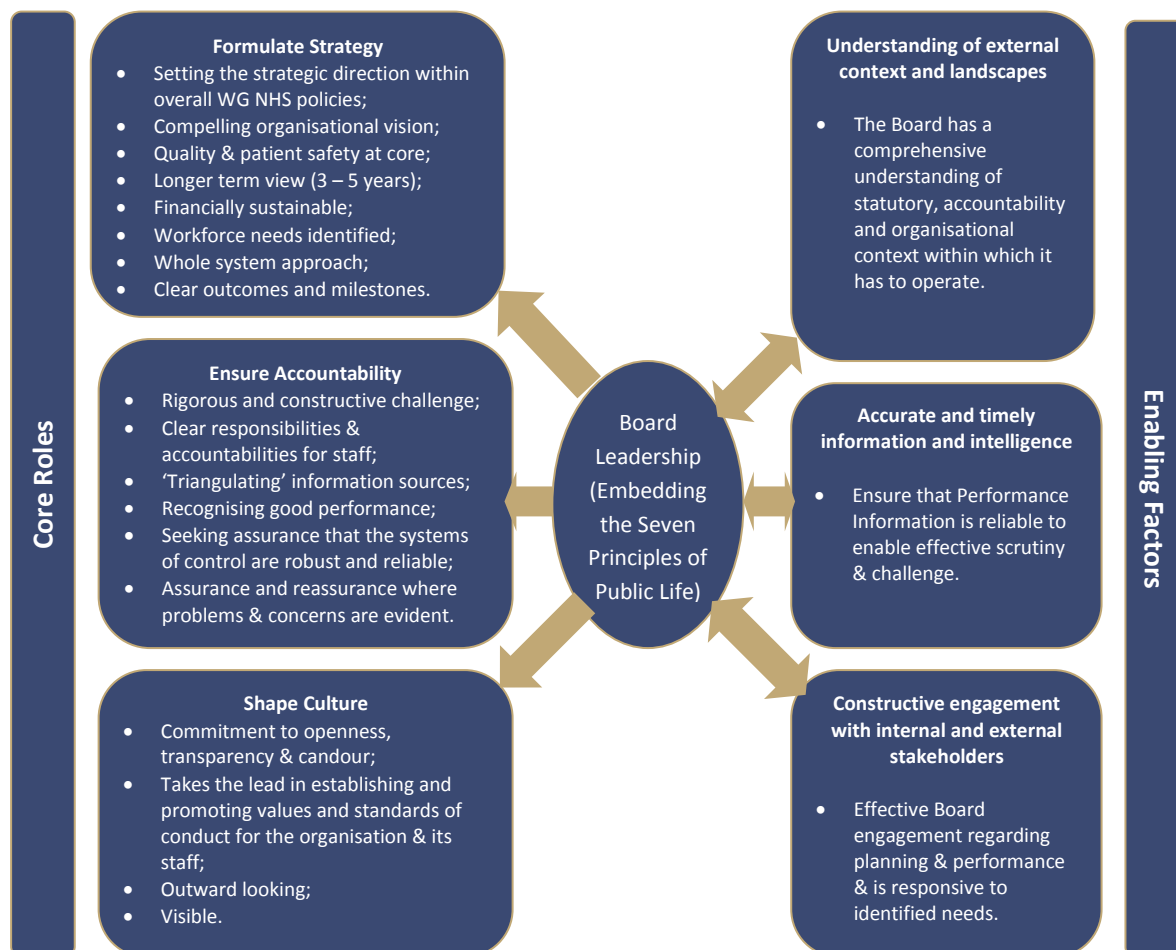 Core Roles
Formulate Strategy
• Setting the strategic direction within
overall WG NHS policies;
• Compelling organisational vision;
• Quality & patient safety at core;
• Longer term view (3 – 5 years);
• Financially sustainable;
• Workforce needs identified;
• Whole system approach;
• Clear outcomes and milestones.
Ensure Accountability
• Rigorous and constructive challenge;
• Clear responsibilities &
accountabilities for staff;
• ‘Triangulating’ information sources;
• Recognising good performance;
• Seeking assurance that the systems
of control are robust and reliable;
• Assurance and reassurance where
problems & concerns are evident.
Shape Culture
• Commitment to openness,
transparency & candour;
• Takes the lead in establishing and
promoting values and standards of
conduct for the organisation & its
staff;
• Outward looking;
• Visible.
Board
Leadership
(Embedding
the Seven
Principles of
Public Life)
Understanding of external
context and landscapes
• The Board has a
comprehensive
understanding of
statutory, accountability
and organisational
context within which it
has to operate.
Accurate and timely
information and intelligence
• Ensure that Performance
Information is reliable to
enable effective scrutiny
& challenge.
Constructive engagement
with internal and external
stakeholders
• Effective Board
engagement regarding
planning & performance
& is responsive to
identified needs.
Enabling Factors